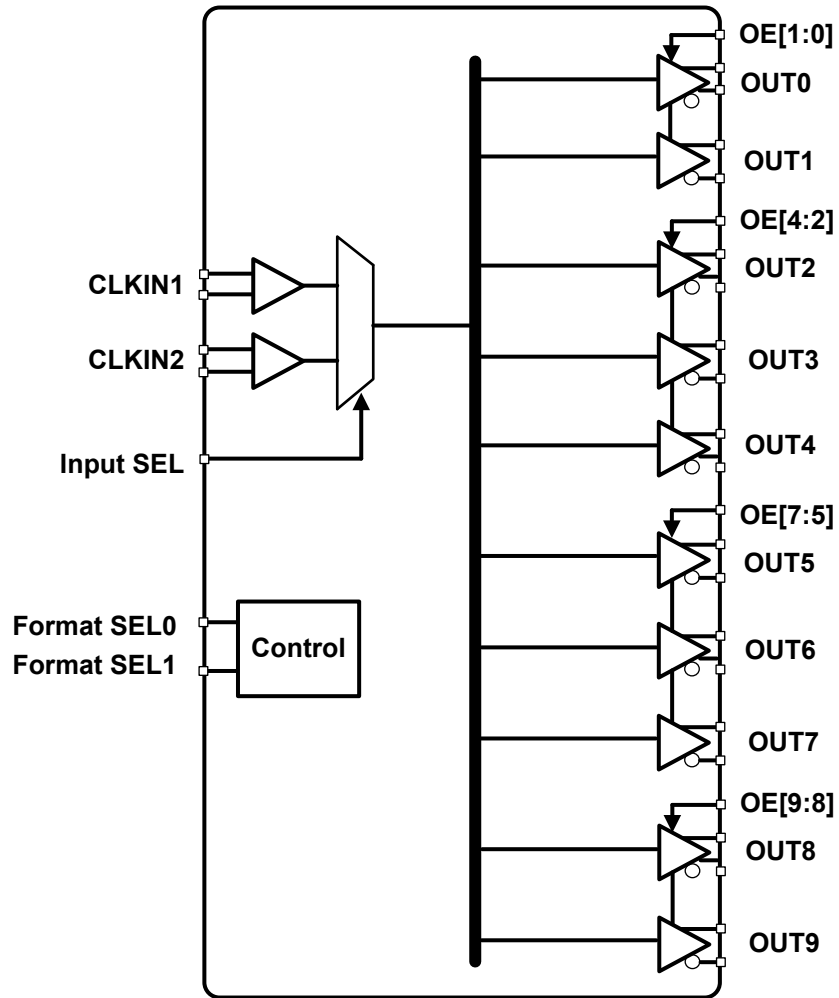 OE[1:0]
OUT0
OUT1
OE[4:2]
OUT2
CLKIN1
CLKIN2
OUT3
OUT4
Input SEL
OE[7:5]
OUT5
Format SEL0
Format SEL1
Control
OUT6
OUT7
OE[9:8]
OUT8
OUT9